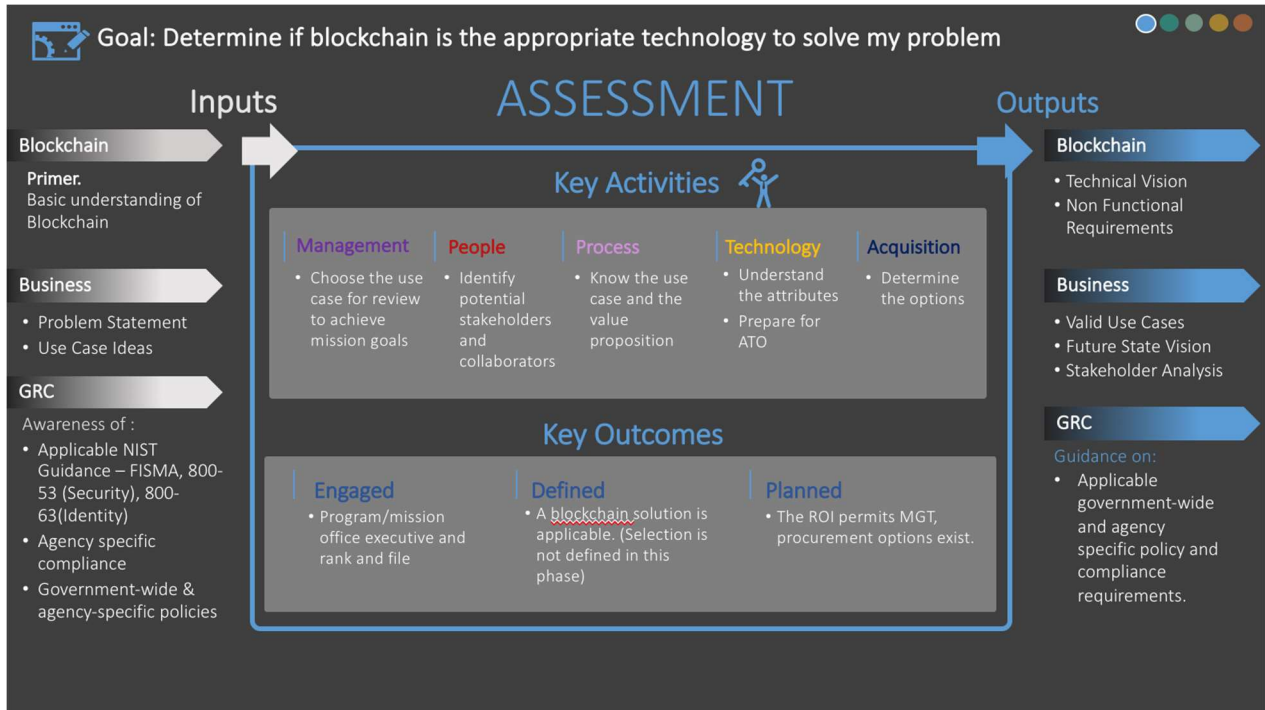 Goal: Determine if blockchain is the appropriate technology to solve my problem
Inputs
ASSESSMENT
Outputs
Blockchain
Primer.
Basic understanding of
Blockchain
Business
• Problem Statement
• Use Case Ideas
GRC
Awareness of :
• Applicable NIST
Guidance – FISMA, 800-
53 (Security), 800-
63(Identity)
• Agency specific
compliance
• Government-wide &
agency-specific policies
Key Activities
Management
• Choose the use
case for review
to achieve
mission goals
People
• Identify
potential
stakeholders
and
collaborators
Process
• Know the use
case and the
value
proposition
Technology
• Understand
the attributes
• Prepare for
ATO
Acquisition
• Determine
the options
Key Outcomes
Engaged
• Program/mission
office executive and
rank and file
Defined
• A blockchain solution is
applicable. (Selection is
not defined in this
phase)
Planned
• The ROI permits MGT,
procurement options exist.
Blockchain
• Technical Vision
• Non Functional
Requirements
Business
• Valid Use Cases
• Future State Vision
• Stakeholder Analysis
GRC
Guidance on:
• Applicable
government-wide
and agency
specific policy and
compliance
requirements.